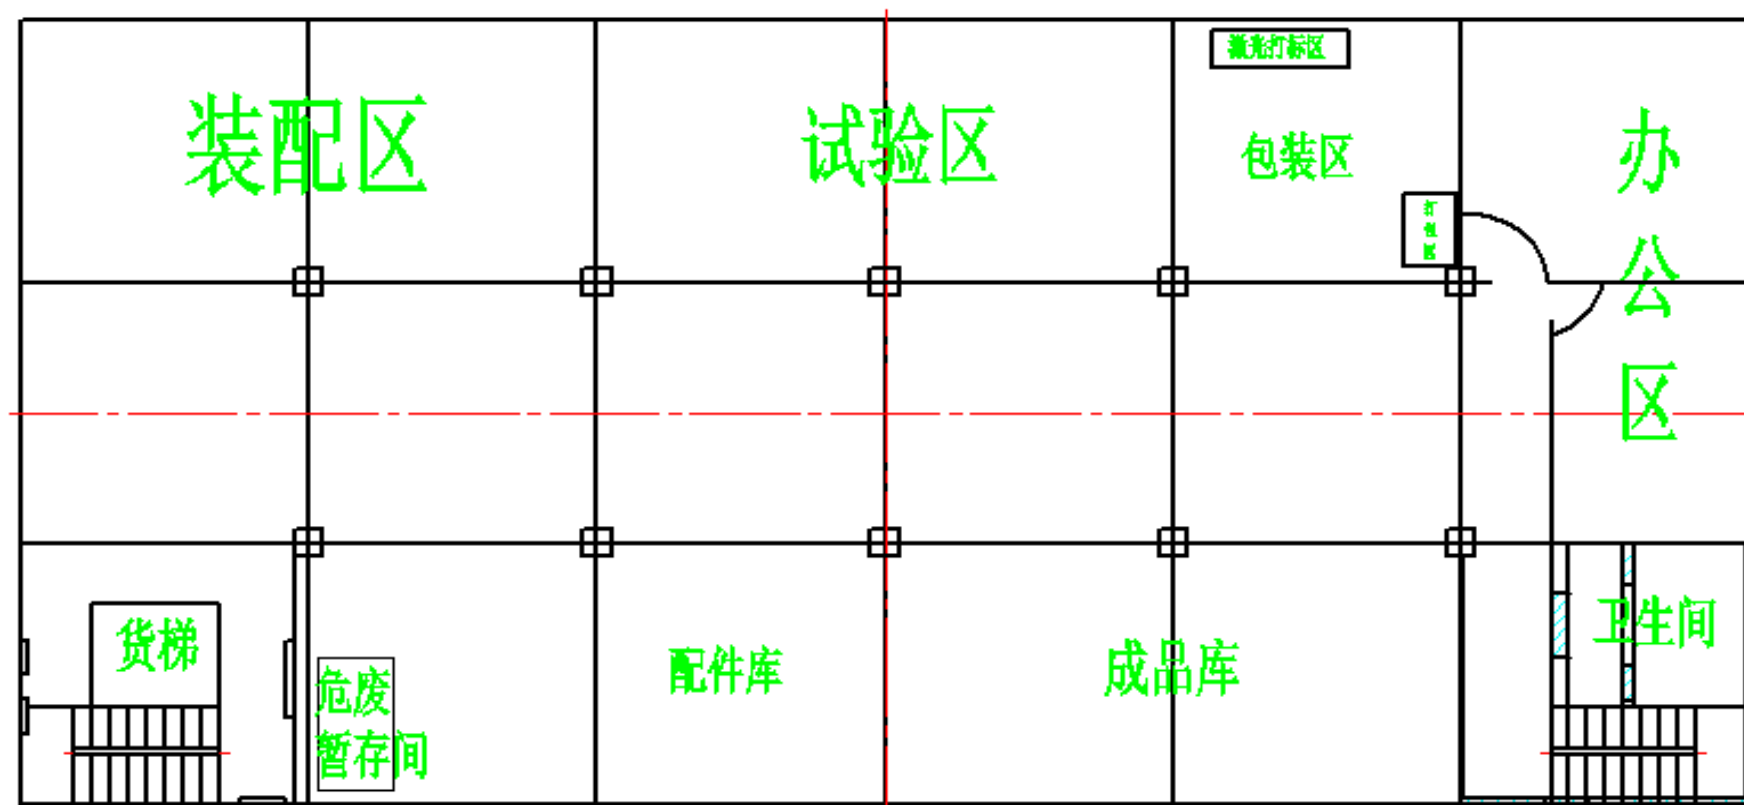 装配区
试验区
激光打标区
包装区
办公区
货梯
危废
暂存间
配件库
成品库
卫生间